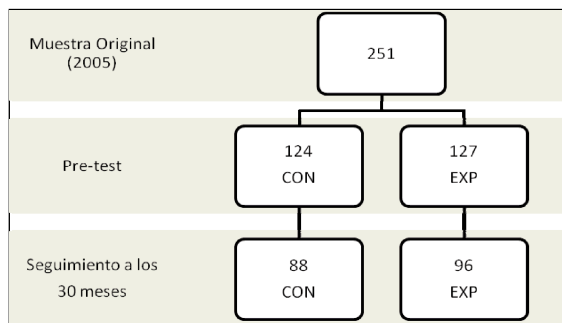 Muestra Original
(2005)
251
Pre-test
124
CON
127
EXP
Seguimiento a los
30 meses
88
CON
96
EXP